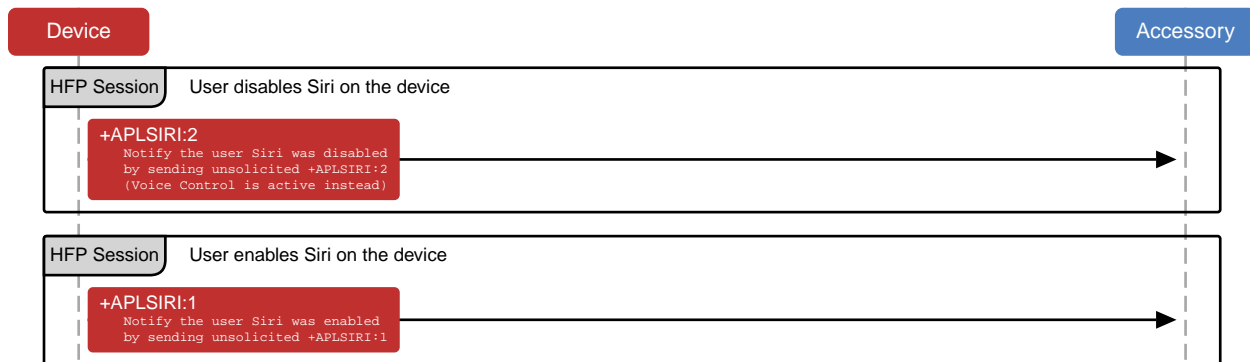 Device
Accessory
HFP Session
User disables Siri on the device
+APLSIRI:2
Notify the user Siri was disabled
by sending unsolicited +APLSIRI:2
(Voice Control is active instead)
HFP Session
User enables Siri on the device
+APLSIRI:1
Notify the user Siri was enabled
by sending unsolicited +APLSIRI:1